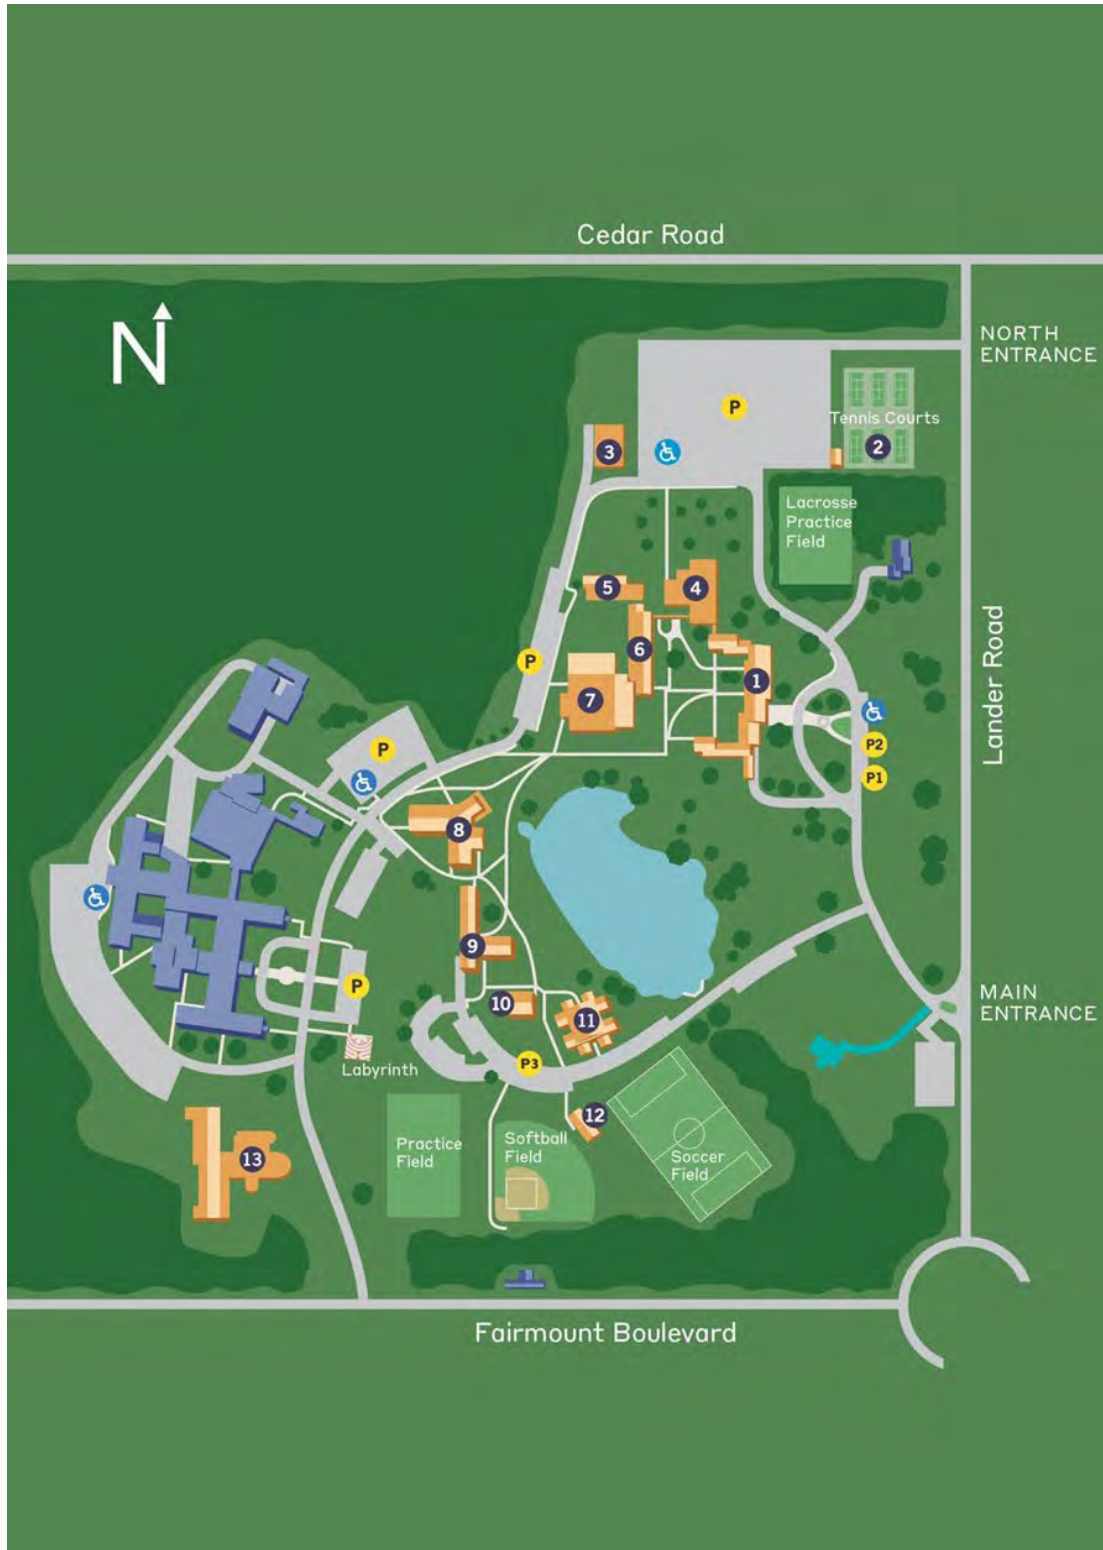 Cedar Road
N
NORTH
ENTRANCE
P
Tennis Courts
2
3
Lacrosse
Practice
Field
5
4
Lander Road
6
P
1
7
P2
P
P1
8
9
P
MAIN
ENTRANCE
10
11
P3
Labyrinth
12
Practice
Field
Softball
Field
Soccer
Field
13
Fairmount Boulevard